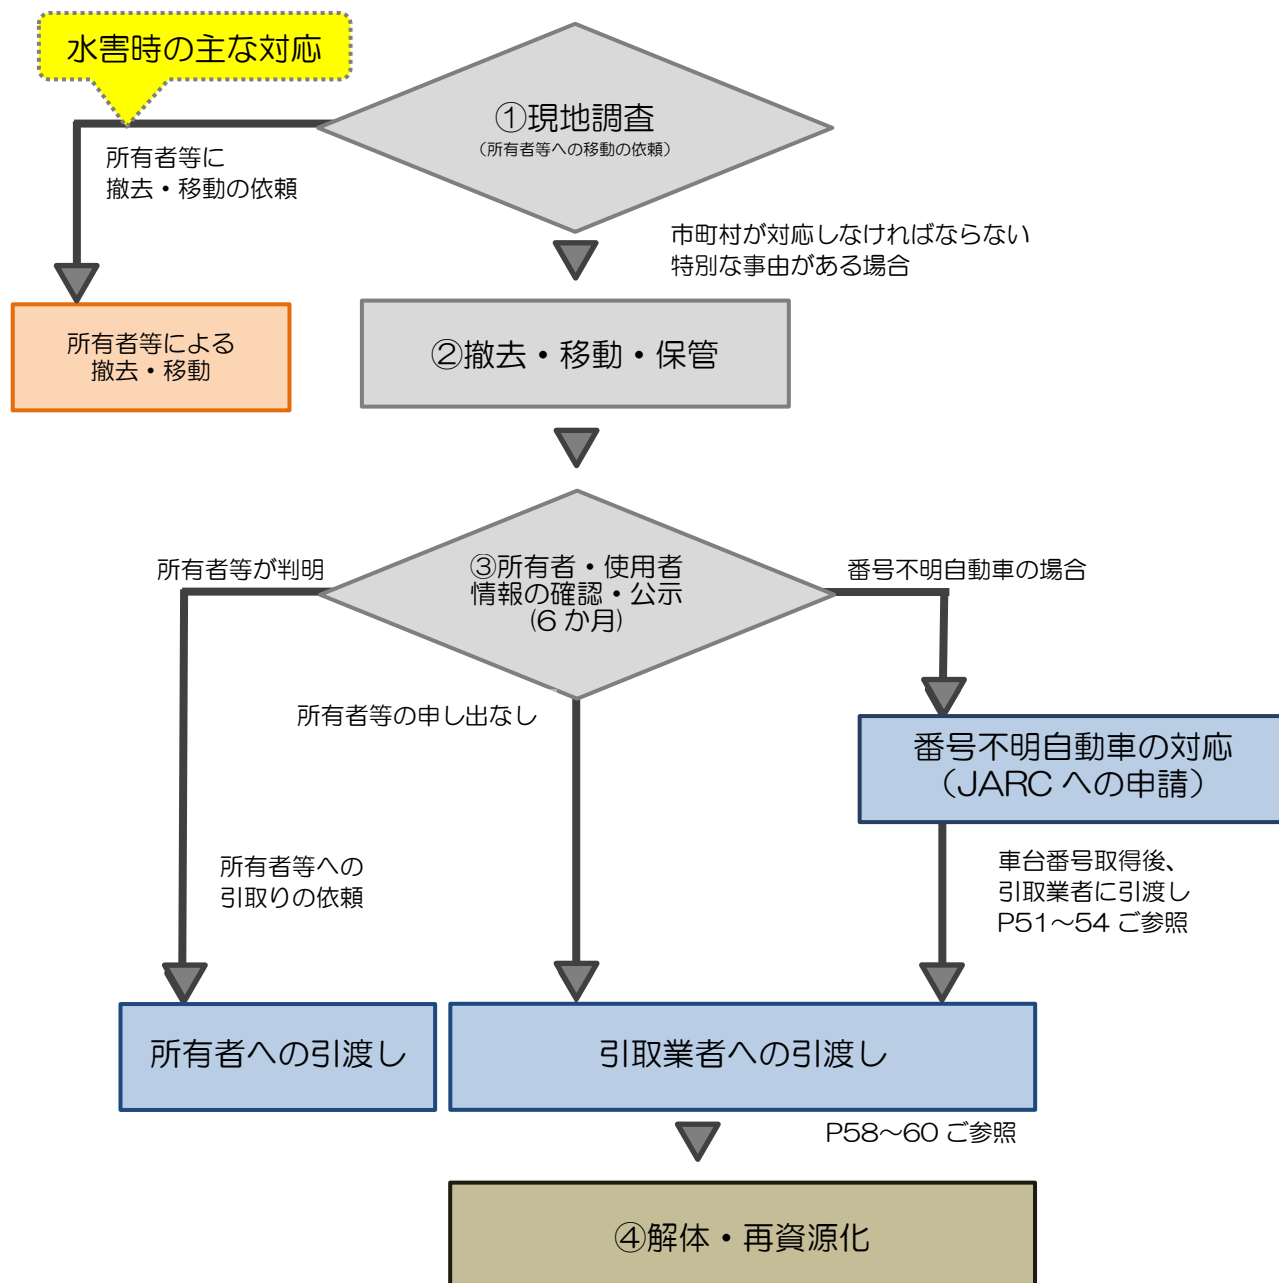 水害時の主な対応
①現地調査
（所有者等への移動の依頼）
所有者等に
撤去・移動の依頼
市町村が対応しなければならない
特別な事由がある場合
所有者等による
撤去・移動
②撤去・移動・保管
所有者等が判明
③所有者・使用者
情報の確認・公示
(6 か月)
番号不明自動車の場合
所有者等の申し出なし
番号不明自動車の対応
（JARC への申請）
所有者等への
引取りの依頼
車台番号取得後、
引取業者に引渡し
P51～54 ご参照
所有者への引渡し
引取業者への引渡し
P58～60 ご参照
④解体・再資源化